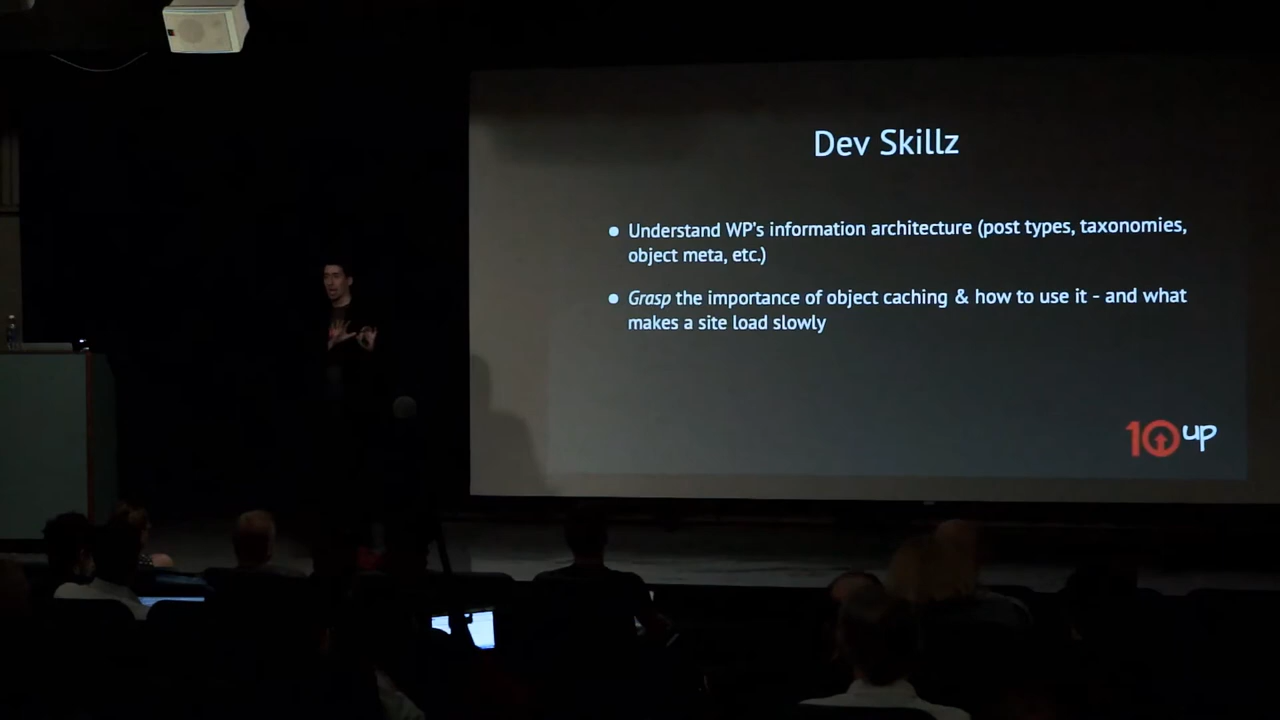 Dev Skillz
• Understand WP's information architecture (post types, taxonomies,
object meta, etc.)
• Grasp the importance of object caching & how to use it - and what
makes a site load slowly
10up